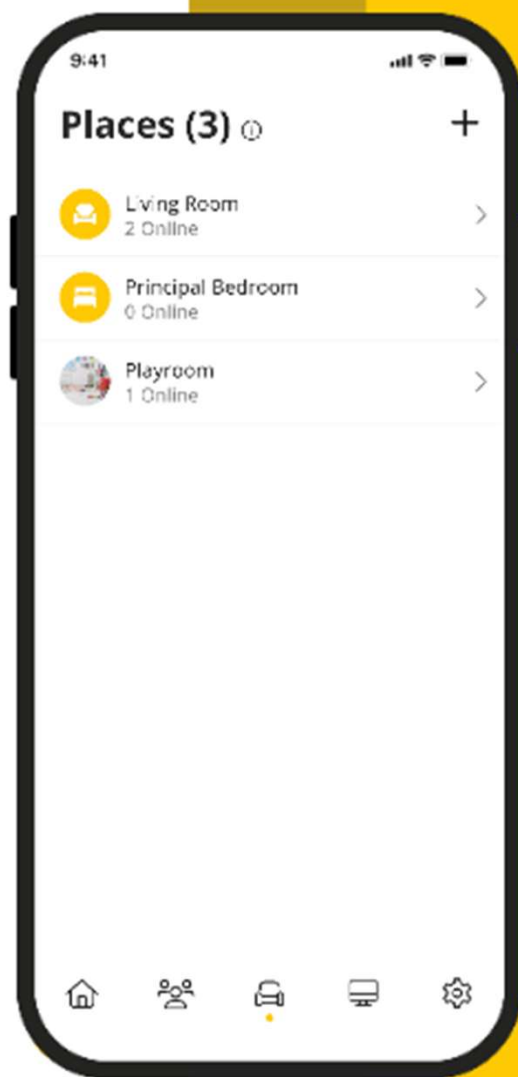 9:41
Places (3)
Living Room
2 Online
Principal Bedroom
0 Online
Playroom
1 Online